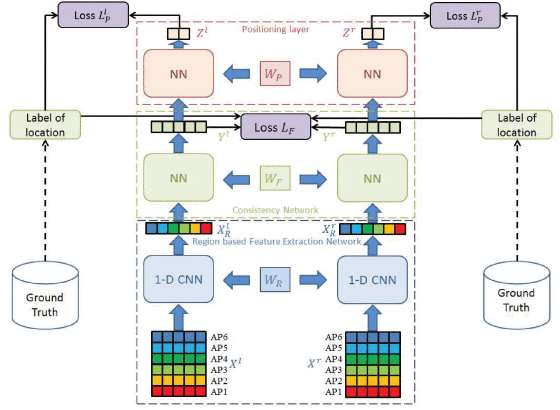 Loss L_P^l
Positioning layer
Loss L_P^r
Z^l
Z^r
NN
W_P
NN
Label of
location
Loss L_F
Label of
location
Y^l
Y^r
NN
W_F
NN
Consistency Network
X_R^l
X_R^r
Region based Feature Extraction Network
1-D CNN
W_R
1-D CNN
Ground
Truth
Ground
Truth
AP6
AP5
AP4
AP3
AP2
AP1
X^l
X^r
AP6
AP5
AP4
AP3
AP2
AP1